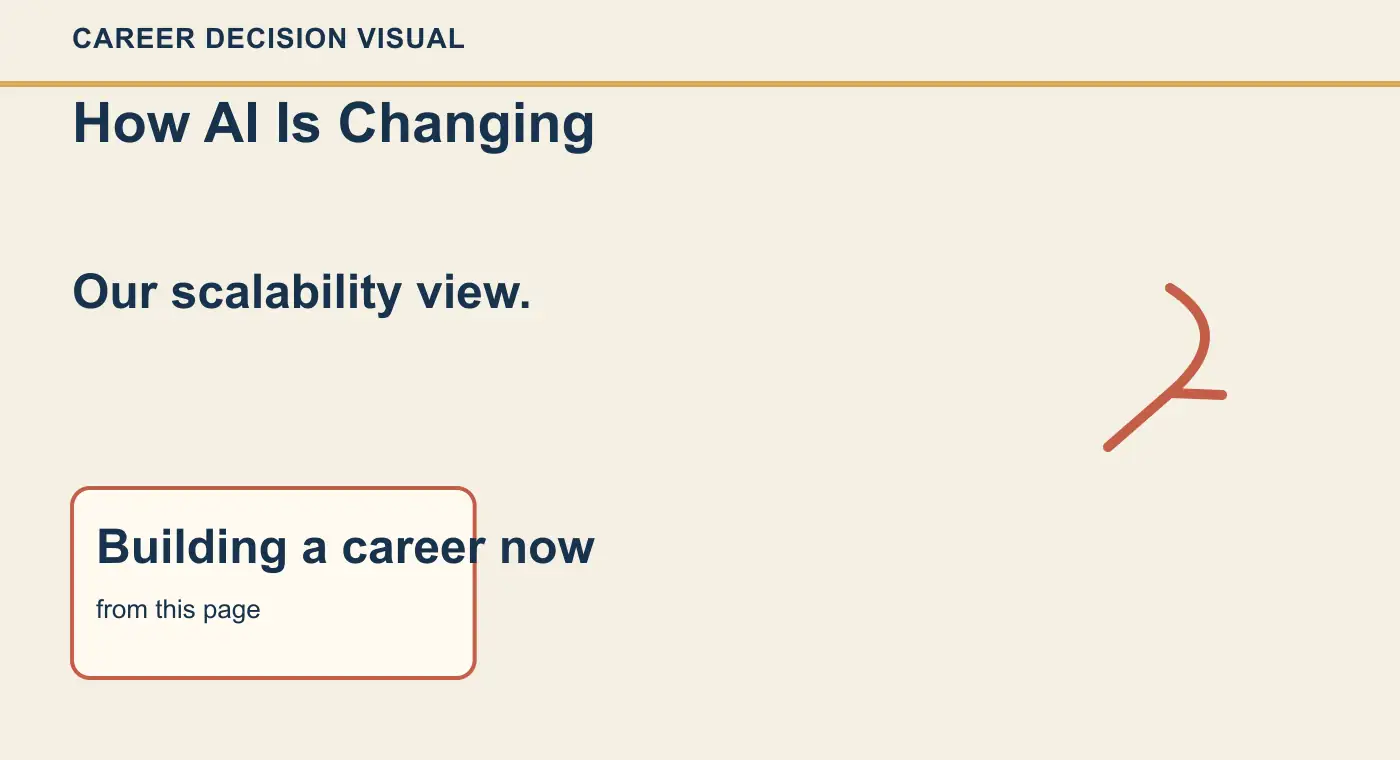 CAREER DECISION VISUAL
How AI Is Changing
Our scalability view.
Building a career now
from this page